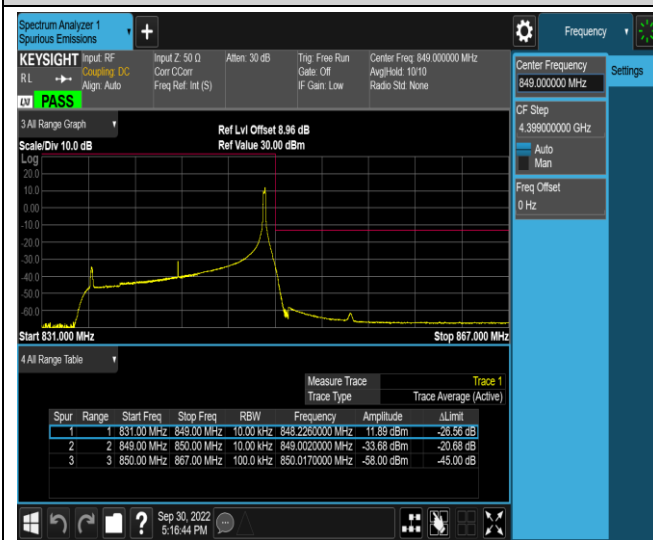 Spectrum Analyzer 1
Spurious Emissions
+
Frequency
KEYSIGHT Input: RF Input Z: 50 Ω Atten: 30 dB Trig: Free Run Center Freq: 849.000000 MHz
RL Coupling: DC Corr CCorr Gate: Off Avg|Hold: 10/10
Align: Auto Freq Ref: Int (S) IF Gain: Low Radio Std: None
LXI PASS
Center Frequency
849.000000 MHz
Settings
CF Step
4.399000000 GHz
Auto
Man
Freq Offset
0 Hz
3 All Range Graph
Ref Lvl Offset 8.96 dB
Scale/Div 10.0 dB Ref Value 30.00 dBm
Log
20.0
10.0
0.00
-10.0
-20.0
-30.0
-40.0
-50.0
-60.0
Start 831.000 MHz Stop 867.000 MHz
4 All Range Table
Measure Trace Trace 1
Trace Type Trace Average (Active)
Spur Range Start Freq Stop Freq RBW Frequency Amplitude ΔLimit
1 1 831.00 MHz 849.00 MHz 10.00 kHz 848.2260000 MHz 11.89 dBm -26.56 dB
2 2 849.00 MHz 850.00 MHz 10.00 kHz 849.0020000 MHz -33.68 dBm -20.68 dB
3 3 850.00 MHz 867.00 MHz 100.0 kHz 850.0170000 MHz -58.00 dBm -45.00 dB
?
Sep 30, 2022
5:16:44 PM